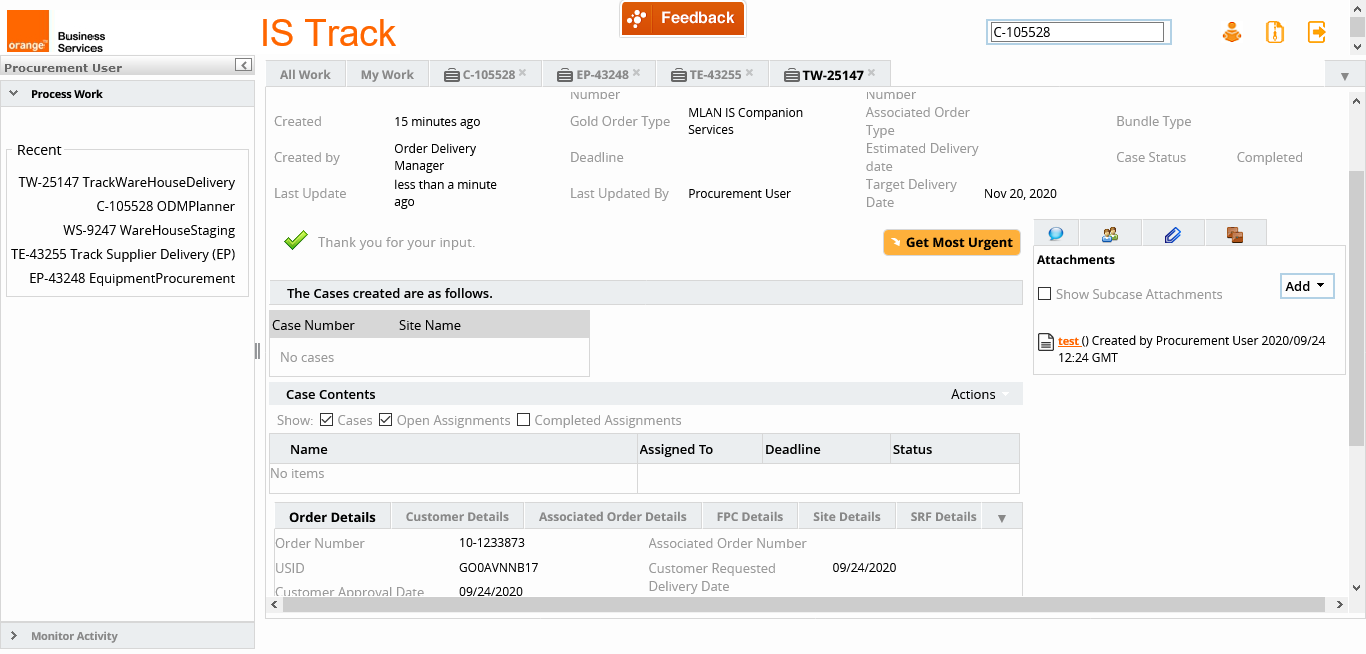 orange™
Business
Services
IS Track
Feedback
C-105528
Procurement User
Process Work
Recent
TW-25147 TrackWareHouseDelivery
C-105528 ODMPlanner
WS-9247 WareHouseStaging
TE-43255 Track Supplier Delivery (EP)
EP-43248 EquipmentProcurement
Monitor Activity
All Work
My Work
C-105528
EP-43248
TE-43255
TW-25147
Number
Number
Created
15 minutes ago
Gold Order Type
MLAN IS Companion
Services
Associated Order
Type
Bundle Type
Created by
Order Delivery
Manager
Deadline
Estimated Delivery
date
Case Status
Completed
Last Update
less than a minute
ago
Last Updated By
Procurement User
Target Delivery
Date
Nov 20, 2020
Thank you for your input.
Get Most Urgent
The Cases created are as follows.
Case Number
Site Name
No cases
Case Contents
Actions
Show:
Cases
Open Assignments
Completed Assignments
Name
Assigned To
Deadline
Status
No items
Order Details
Customer Details
Associated Order Details
FPC Details
Site Details
SRF Details
Order Number
10-1233873
Associated Order Number
USID
GO0AVNNB17
Customer Requested
Delivery Date
09/24/2020
Customer Approval Date
09/24/2020
Attachments
Add
Show Subcase Attachments
test () Created by Procurement User 2020/09/24
12:24 GMT